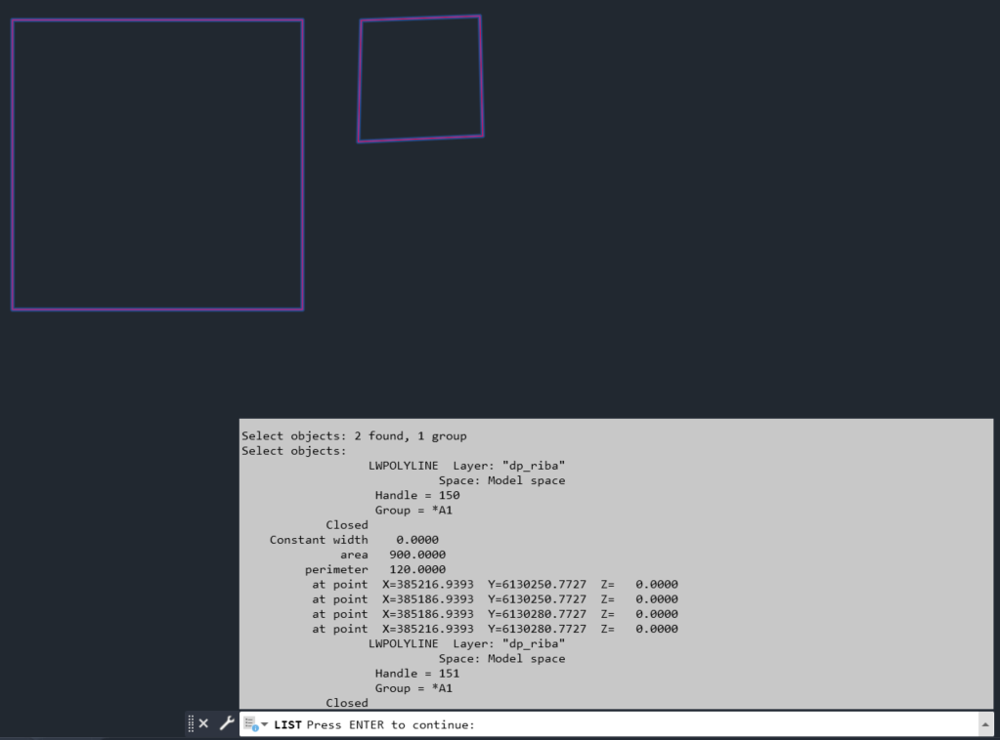 Select objects: 2 found, 1 group
Select objects:
LWPOLYLINE  Layer: "dp_riba"
Space: Model space
Handle = 150
Group = *A1
Closed
Constant width    0.0000
area   900.0000
perimeter   120.0000
at point  X=385216.9393  Y=6130250.7727  Z=   0.0000
at point  X=385186.9393  Y=6130250.7727  Z=   0.0000
at point  X=385186.9393  Y=6130280.7727  Z=   0.0000
at point  X=385216.9393  Y=6130280.7727  Z=   0.0000
LWPOLYLINE  Layer: "dp_riba"
Space: Model space
Handle = 151
Group = *A1
Closed
LIST Press ENTER to continue: